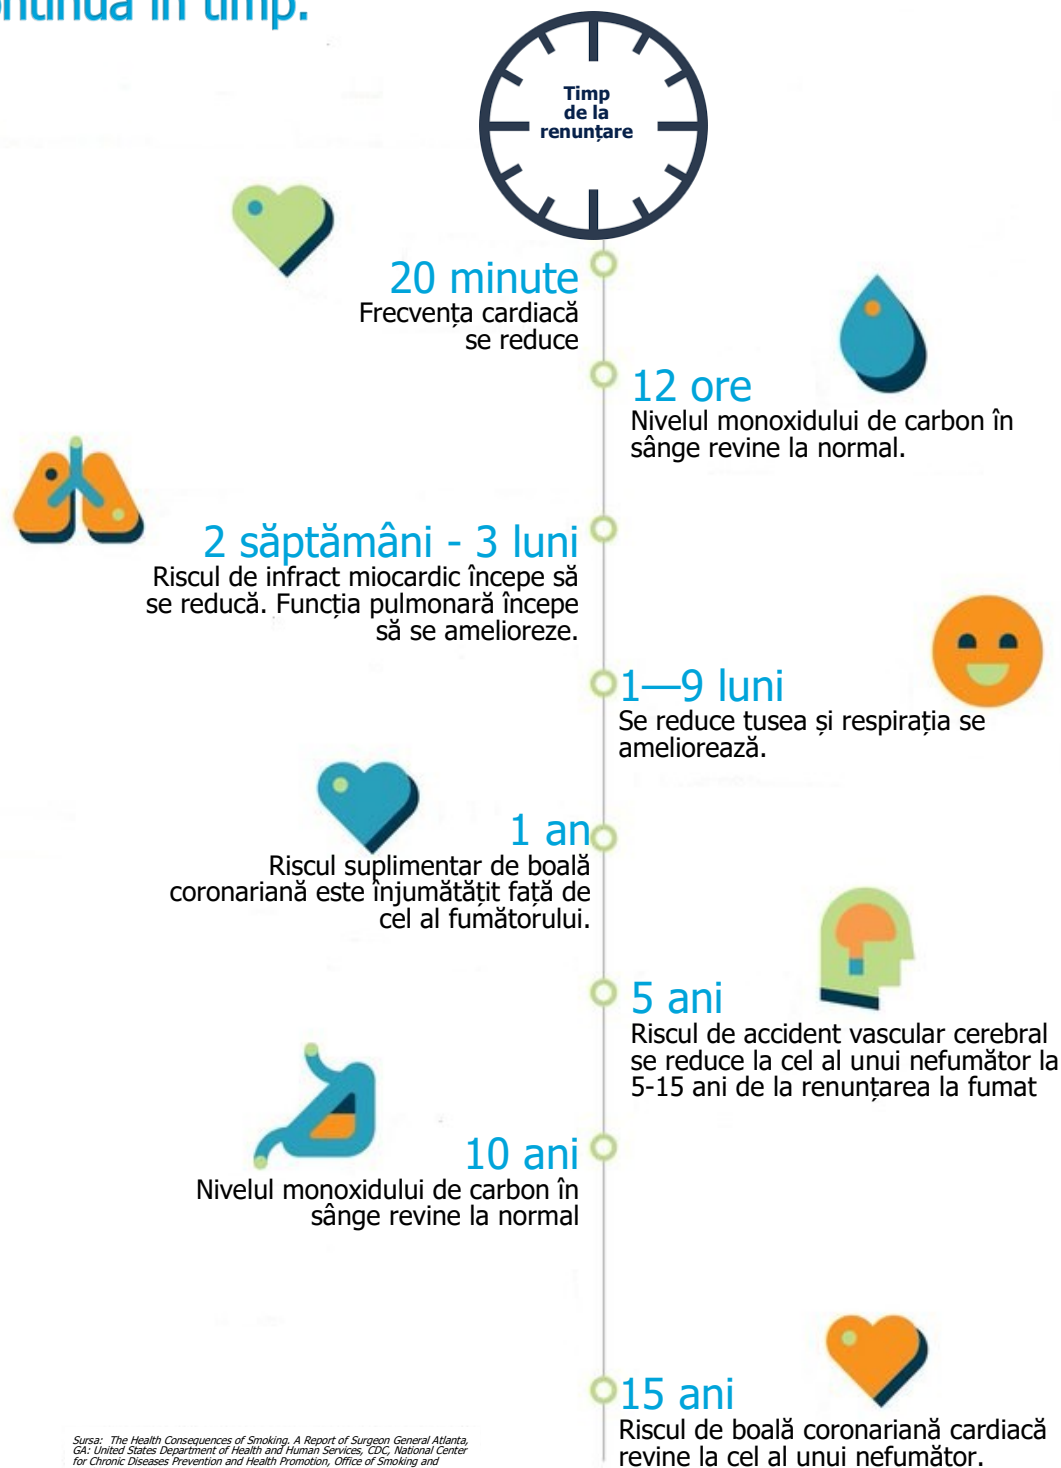 continuă în timp.
Timp
de la
renunțare
20 minute
Frecvența cardiacă
se reduce
12 ore
Nivelul monoxidului de carbon în
sânge revine la normal.
2 săptămâni - 3 luni
Riscul de infract miocardic începe să
se reducă. Funcția pulmonară începe
să se amelioreze.
1—9 luni
Se reduce tusea și respirația se
ameliorează.
1 an
Riscul suplimentar de boală
coronariană este înjumătățit față de
cel al fumătorului.
5 ani
Riscul de accident vascular cerebral
se reduce la cel al unui nefumător la
5-15 ani de la renunțarea la fumat
10 ani
Nivelul monoxidului de carbon în
sânge revine la normal
15 ani
Riscul de boală coronariană cardiacă
revine la cel al unui nefumător.
Sursa: The Health Consequences of Smoking. A Report of Surgeon General Atlanta,
GA: United States Department of Health and Human Services, CDC, National Center
for Chronic Diseases Prevention and Health Promotion, Office of Smoking and